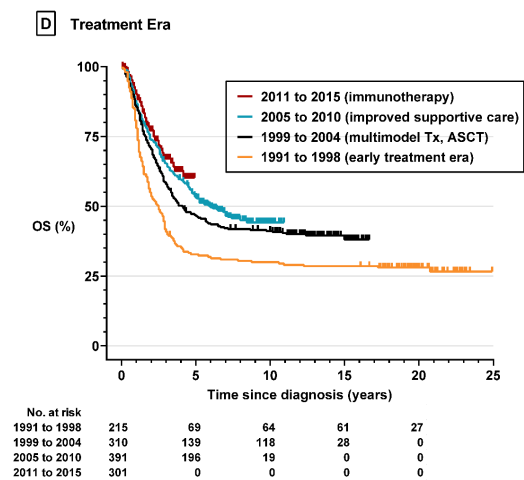 D Treatment Era
100
75
50
25
0
OS (%)
2011 to 2015 (immunotherapy)
2005 to 2010 (improved supportive care)
1999 to 2004 (multimodel Tx, ASCT)
1991 to 1998 (early treatment era)
0 5 10 15 20 25
Time since diagnosis (years)
No. at risk
1991 to 1998 215 69 64 61 27
1999 to 2004 310 139 118 28 0
2005 to 2010 391 196 19 0 0
2011 to 2015 301 0 0 0 0